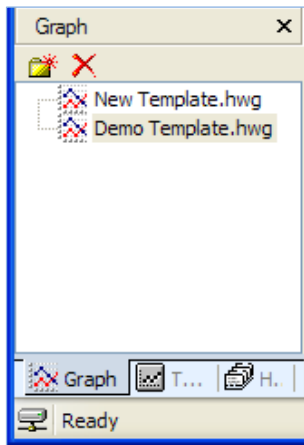 Graph
New Template.hwg
Demo Template.hwg
Graph T... H.
Ready